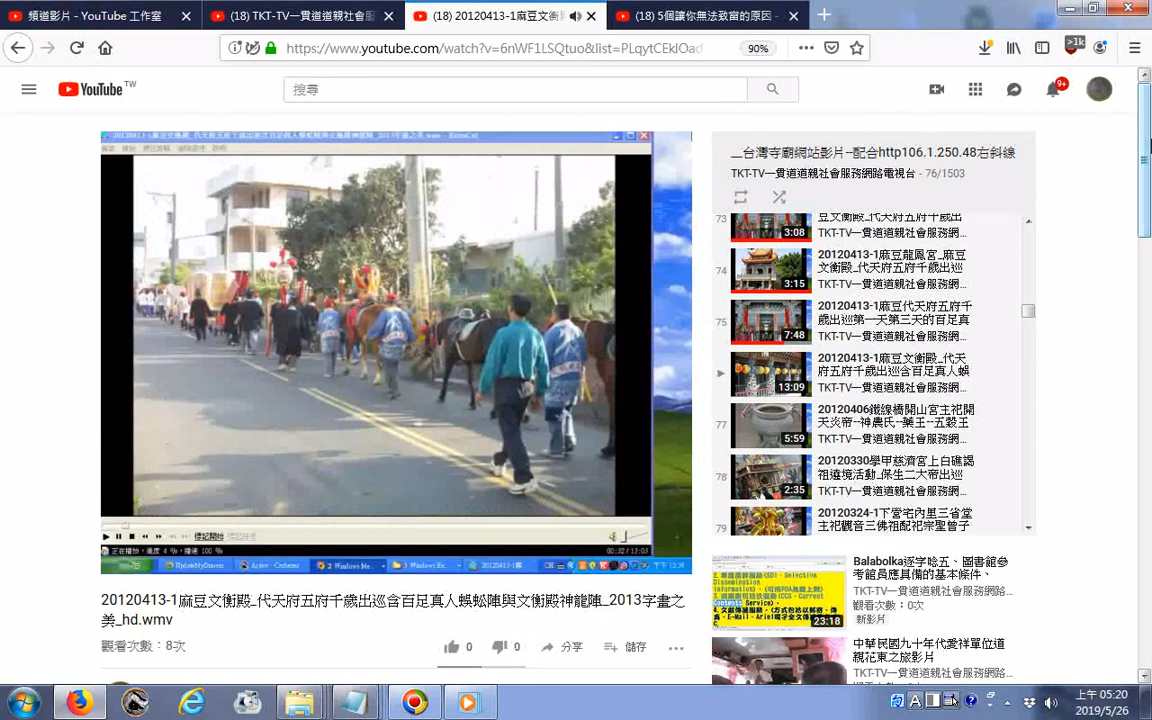 頻道影片 - YouTube 工作室
(18) TKT-TV一貫道道親社會服
(18) 20120413-1麻豆文衡
(18) 5個讓你無法致富的原因 -
https://www.youtube.com/watch?v=6nWF1LSQtuo&list=PLqytCEKlOad
90%
>1k
YouTube TW
搜尋
9+
__台灣寺廟網站影片--配合http106.1.250.48右斜線
TKT-TV一貫道道親社會服務網路電視台 - 76/1503
73
3:08
豆文衡殿_代天府五府千歲出
TKT-TV一貫道道親社會服務網...
74
3:15
20120413-1麻豆龍鳳宮_麻豆
文衡殿_代天府五府千歲出巡
TKT-TV一貫道道親社會服務網...
75
7:48
20120413-1麻豆代天府五府千
歲出巡第一天第三天的百足真
TKT-TV一貫道道親社會服務網...
13:09
20120413-1麻豆文衡殿_代天
府五府千歲出巡含百足真人蜈
TKT-TV一貫道道親社會服務網...
77
5:59
20120406鐵線橋開山宮主祀開
天炎帝--神農氏--藥王--五榖王
TKT-TV一貫道道親社會服務網...
78
2:35
20120330學甲慈濟宮上白礁謁
祖遶境活動_保生二大帝出巡
TKT-TV一貫道道親社會服務網...
79
20120324-1下營宅內里三省堂
主祀觀音三佛祖配祀宗聖曾子
標記開始
00:32 / 13:03
20120413-1麻豆文衡殿_代天府五府千歲出巡含百足真人蜈蚣陣與文衡殿神龍陣_2013字畫之
美_hd.wmv
觀看次數：8次
0
0
分享
儲存
23:18
Balabolka逐字唸五、圖書館參
考館員應具備的基本條件、
TKT-TV一貫道道親社會服務網路...
觀看次數：0次
新影片
中華民國九十年代愛祥單位道
親花東之旅影片
TKT-TV一貫道道親社會服務網路...
上午 05:20
2019/5/26